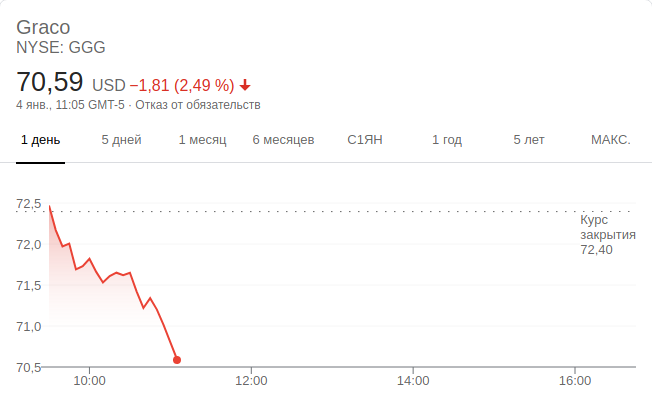 Graco
NYSE: GGG
70,59 USD −1,81 (2,49 %)
4 янв., 11:05 GMT-5 · Отказ от обязательств
1 день 5 дней 1 месяц 6 месяцев С1ЯН 1 год 5 лет МАКС.
72,5
Курс
закрытия
72,40
72,0
71,5
71,0
70,5
10:00 12:00 14:00 16:00